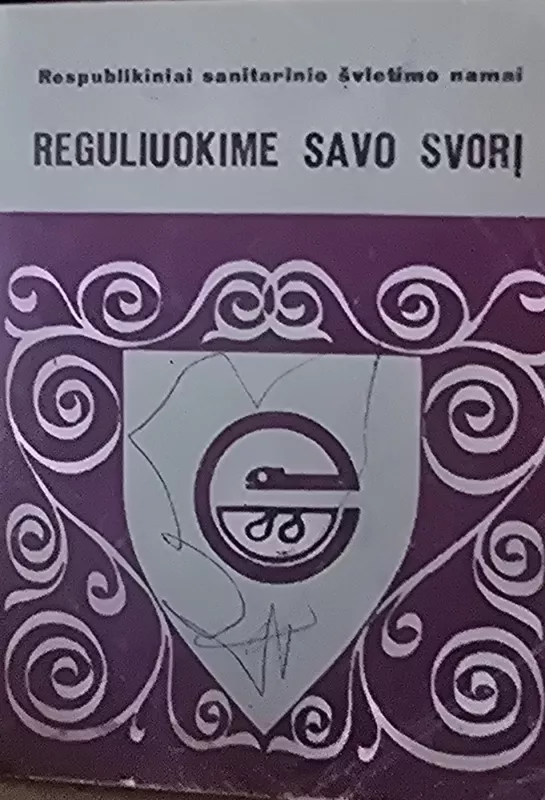 Respublikiniai sanitarinio švietimo namai
REGULIUOKIME SAVO SVORĮ